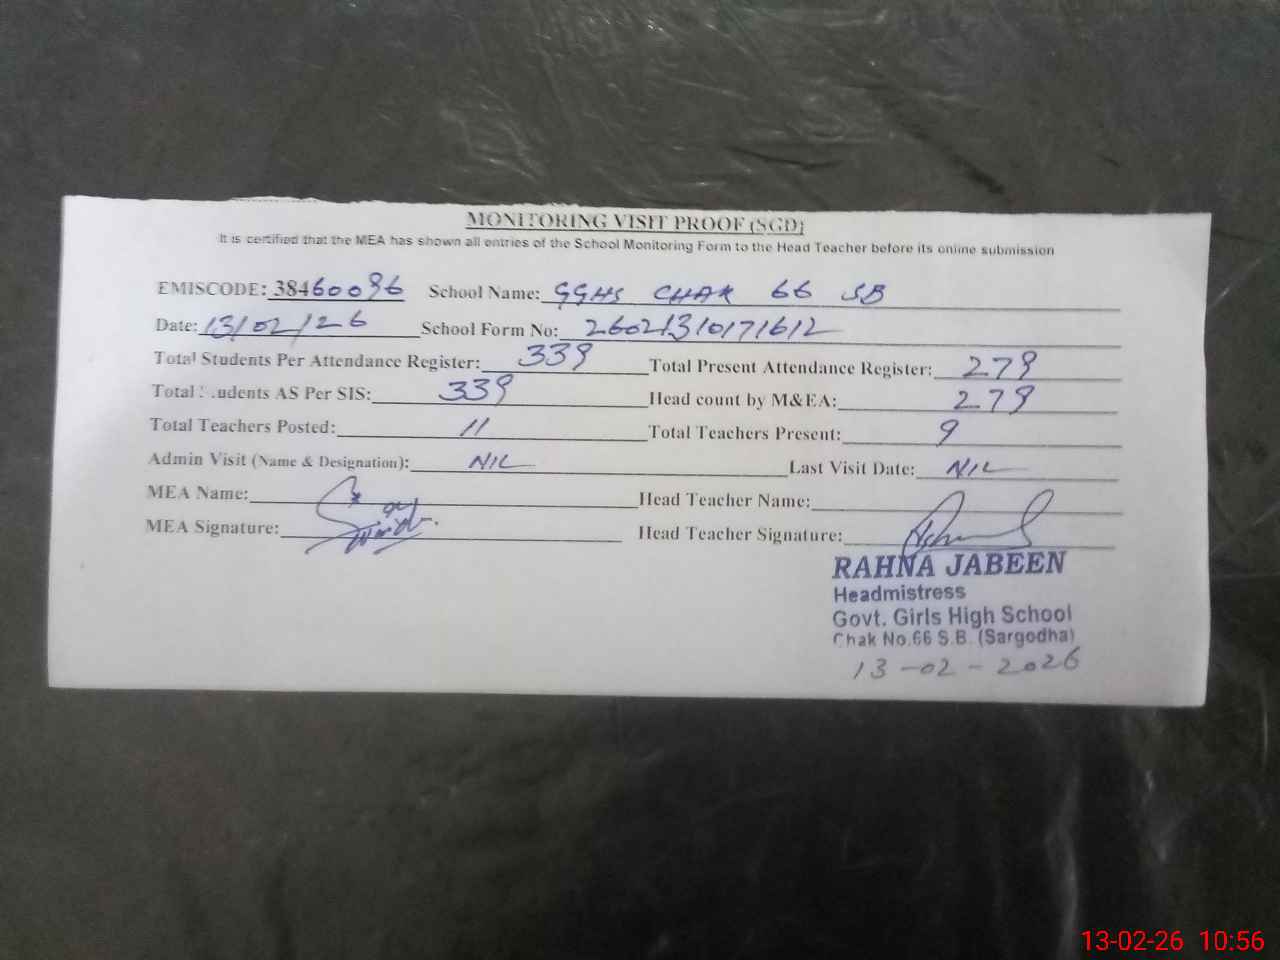 MONITORING VISIT PROOF (SGD)
It is certified that the MEA has shown all entries of the School Monitoring Form to the Head Teacher before its online submission
EMISCODE: 38460096 School Name: GGHS CHAK 66 SB
Date: 13/02/26 School Form No: 26021310171612
Total Students Per Attendance Register: 339 Total Present Attendance Register: 279
Total Students AS Per SIS: 339 Head count by M&EA: 279
Total Teachers Posted: 11 Total Teachers Present: 9
Admin Visit (Name & Designation): NIL Last Visit Date: NIL
MEA Name: Head Teacher Name:
MEA Signature: Head Teacher Signature:
RAHNA JABEEN
Headmistress
Govt. Girls High School
Chak No.66 S.B. (Sargodha)
13-02-2026
13-02-26 10:56